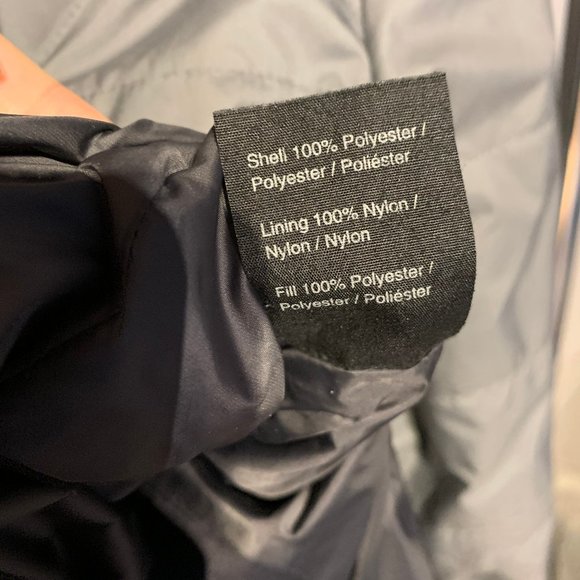 Shell 100% Polyester /
Polyester / Poliéster
Lining 100% Nylon /
Nylon / Nylon
Fill 100% Polyester /
Polyester / Poliéster